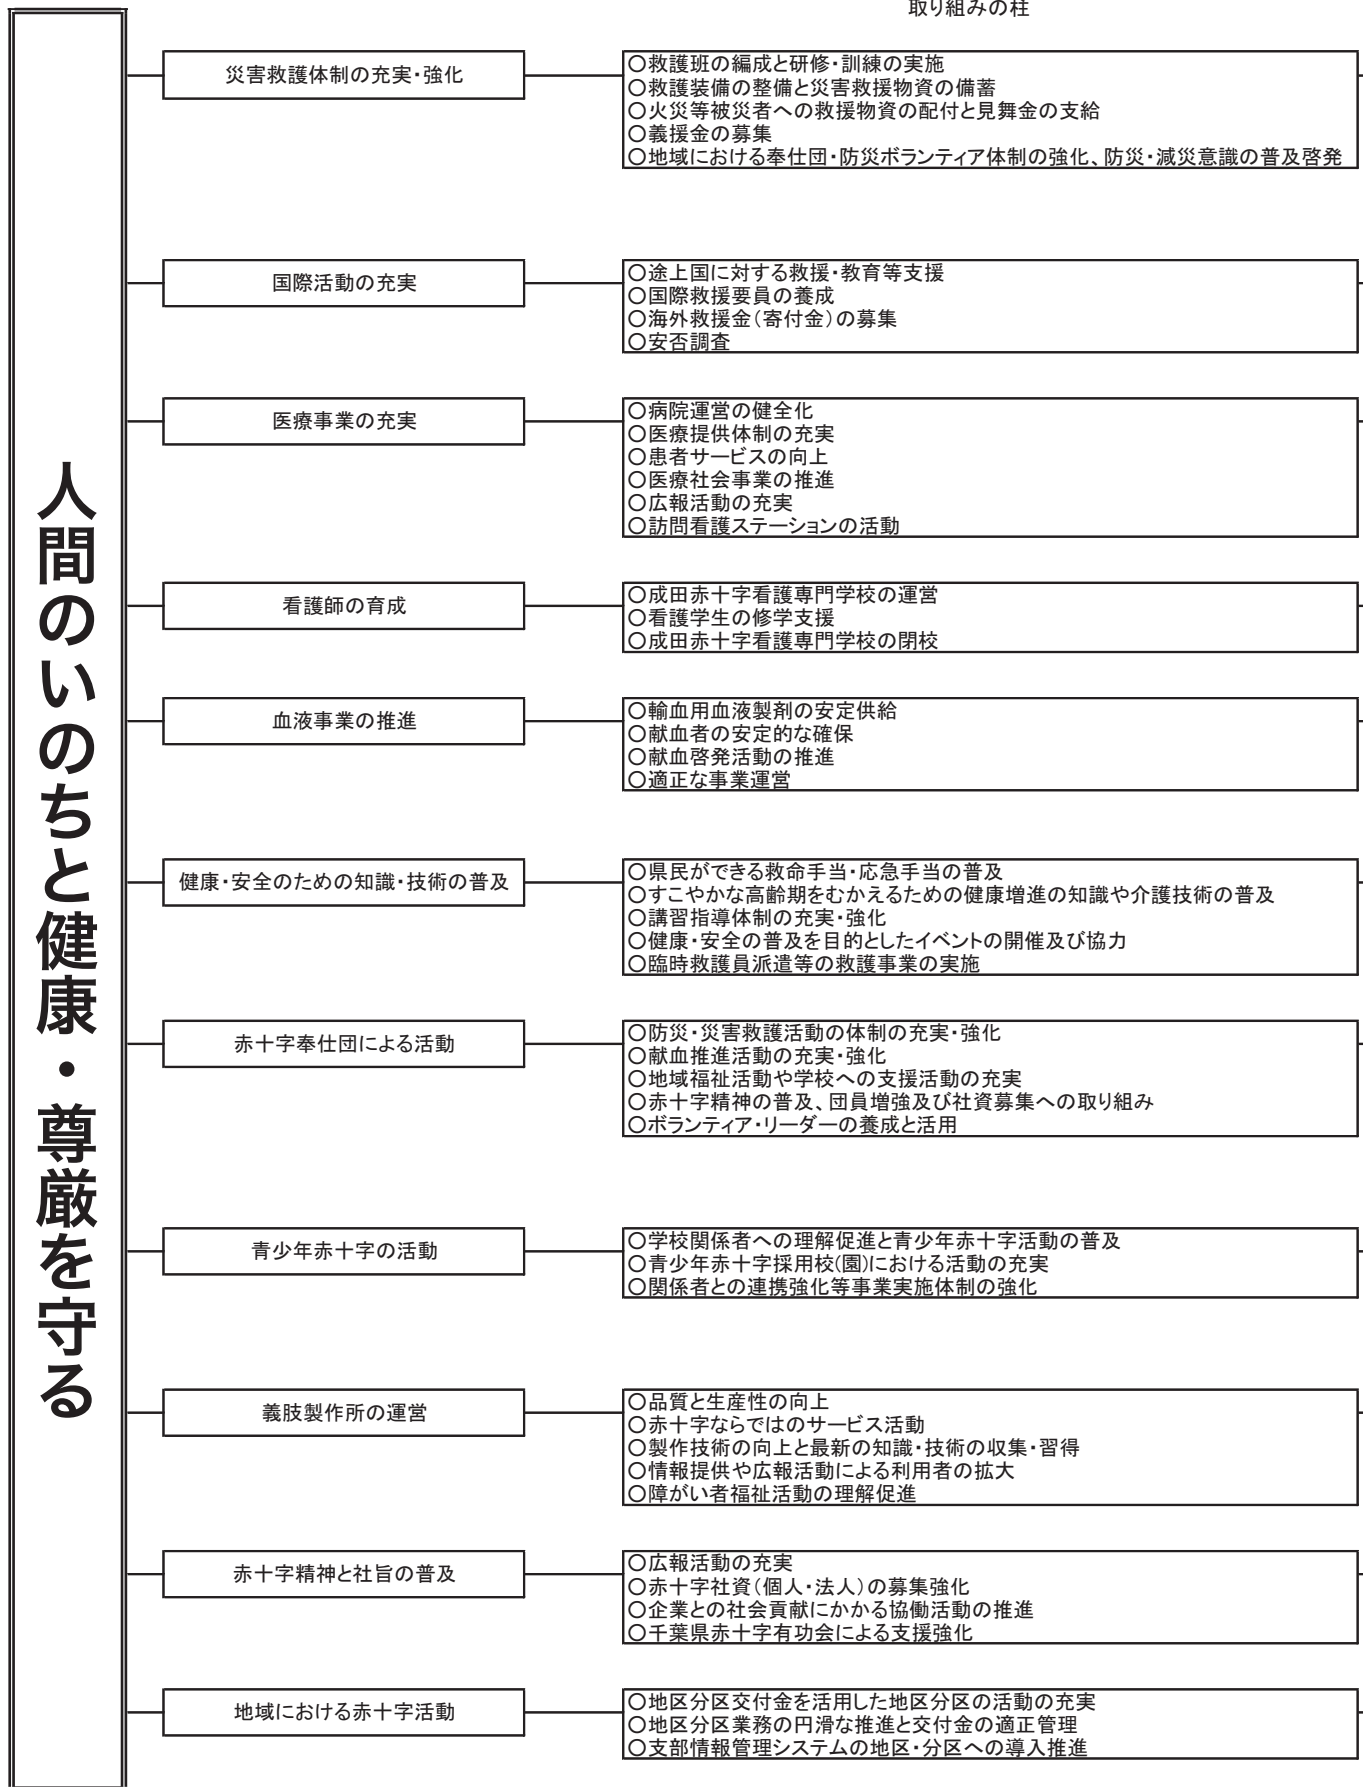 取り組みの柱
人間のいのちと健康・尊厳を守る
災害救護体制の充実・強化
○救護班の編成と研修・訓練の実施
○救護装備の整備と災害救援物資の備蓄
○火災等被災者への救援物資の配付と見舞金の支給
○義援金の募集
○地域における奉仕団・防災ボランティア体制の強化、防災・減災意識の普及啓発
国際活動の充実
○途上国に対する救援・教育等支援
○国際救援要員の養成
○海外救援金（寄付金）の募集
○安否調査
医療事業の充実
○病院運営の健全化
○医療提供体制の充実
○患者サービスの向上
○医療社会事業の推進
○広報活動の充実
○訪問看護ステーションの活動
看護師の育成
○成田赤十字看護専門学校の運営
○看護学生の修学支援
○成田赤十字看護専門学校の閉校
血液事業の推進
○輸血用血液製剤の安定供給
○献血者の安定的な確保
○献血啓発活動の推進
○適正な事業運営
健康・安全のための知識・技術の普及
○県民ができる救命手当・応急手当の普及
○すこやかな高齢期をむかえるための健康増進の知識や介護技術の普及
○講習指導体制の充実・強化
○健康・安全の普及を目的としたイベントの開催及び協力
○臨時救護員派遣等の救護事業の実施
赤十字奉仕団による活動
○防災・災害救護活動の体制の充実・強化
○献血推進活動の充実・強化
○地域福祉活動や学校への支援活動の充実
○赤十字精神の普及、団員増強及び社資募集への取り組み
○ボランティア・リーダーの養成と活用
青少年赤十字の活動
○学校関係者への理解促進と青少年赤十字活動の普及
○青少年赤十字採用校(園)における活動の充実
○関係者との連携強化等事業実施体制の強化
義肢製作所の運営
○品質と生産性の向上
○赤十字ならではのサービス活動
○製作技術の向上と最新の知識・技術の収集・習得
○情報提供や広報活動による利用者の拡大
○障がい者福祉活動の理解促進
赤十字精神と社旨の普及
○広報活動の充実
○赤十字社資（個人・法人）の募集強化
○企業との社会貢献にかかる協働活動の推進
○千葉県赤十字有功会による支援強化
地域における赤十字活動
○地区分区交付金を活用した地区分区の活動の充実
○地区分区業務の円滑な推進と交付金の適正管理
○支部情報管理システムの地区・分区への導入推進